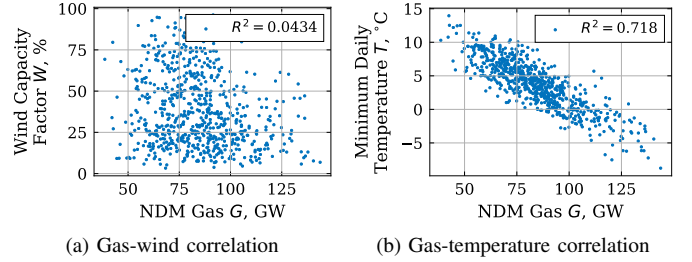 100
75
50
25
0
Wind Capacity
Factor W, %
R² = 0.0434
50 75 100 125
NDM Gas G, GW
(a) Gas-wind correlation
15
10
5
0
−5
Minimum Daily
Temperature T, °C
R² = 0.718
50 75 100 125
NDM Gas G, GW
(b) Gas-temperature correlation